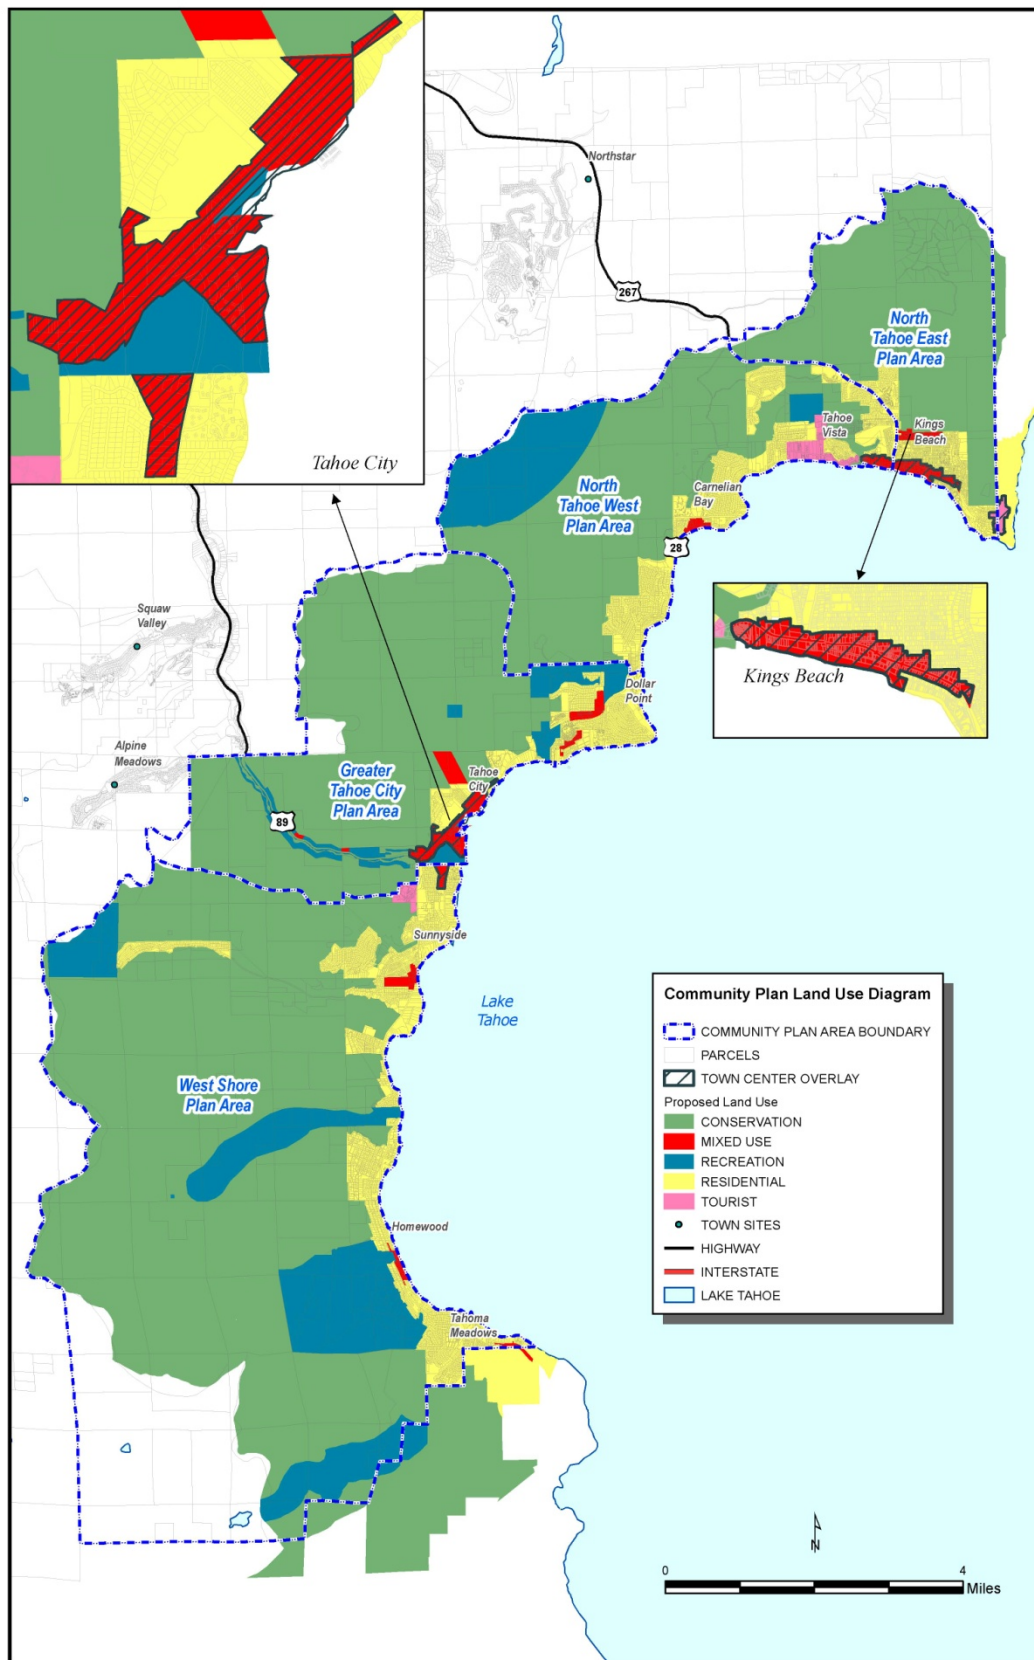 Tahoe City
Northstar
267
North
Tahoe East
Plan Area
Tahoe
Vista
Kings
Beach
North
Tahoe West
Plan Area
Carnelian
Bay
28
Kings Beach
Squaw
Valley
Dollar
Point
Alpine
Meadows
Greater
Tahoe City
Plan Area
Tahoe
City
89
Sunnyside
Lake
Tahoe
West Shore
Plan Area
Homewood
Tahoma
Meadows
Community Plan Land Use Diagram
COMMUNITY PLAN AREA BOUNDARY
PARCELS
TOWN CENTER OVERLAY
Proposed Land Use
CONSERVATION
MIXED USE
RECREATION
RESIDENTIAL
TOURIST
TOWN SITES
HIGHWAY
INTERSTATE
LAKE TAHOE
N
0 4
Miles